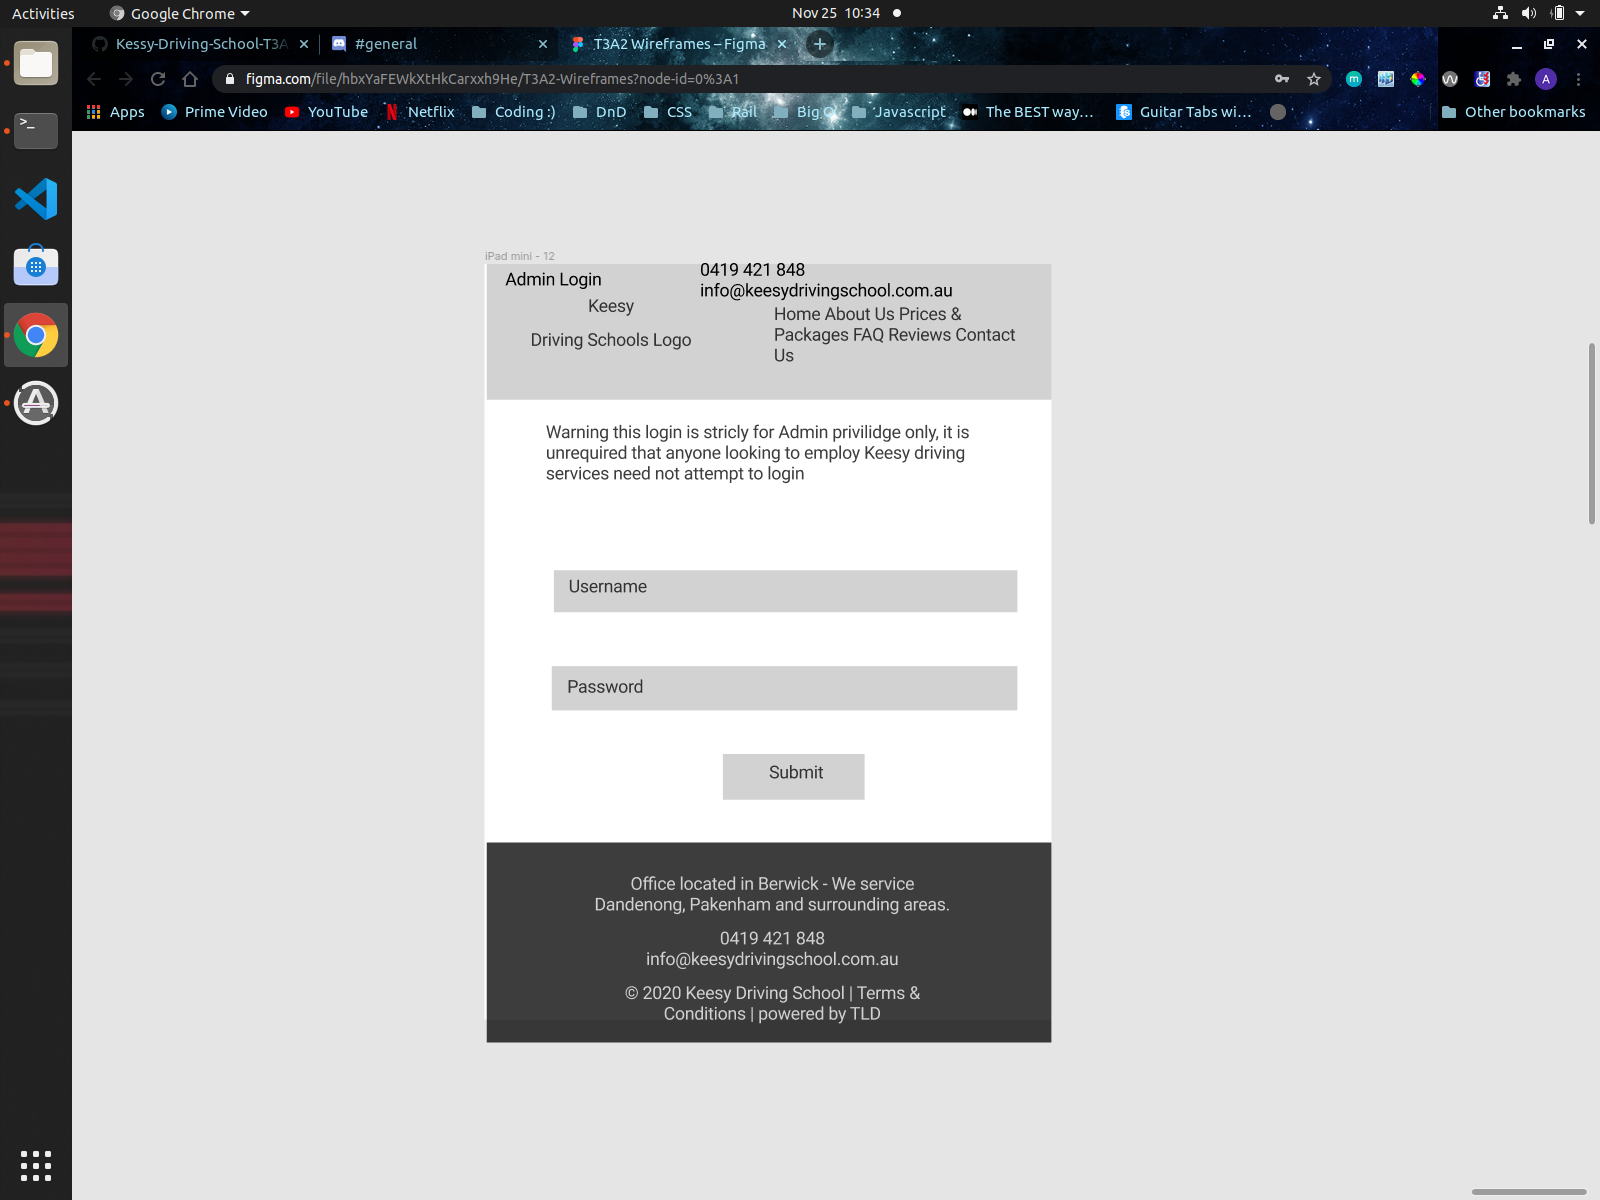 Activities
Google Chrome
Nov 25 10:34
Kessy-Driving-School-T3A
#general
T3A2 Wireframes – Figma
figma.com/file/hbxYaFEWkXtHkCarxxh9He/T3A2-Wireframes?node-id=0%3A1
A
Apps
Prime Video
YouTube
Netflix
Coding :)
DnD
CSS
Rail
Big O
Javascript
The BEST way...
Guitar Tabs wi...
Other bookmarks
iPad mini - 12
Admin Login
0419 421 848
info@keesydrivingschool.com.au
Keesy
Driving Schools Logo
Home About Us Prices &
Packages FAQ Reviews Contact
Us
Warning this login is stricly for Admin privilidge only, it is
unrequired that anyone looking to employ Keesy driving
services need not attempt to login
Username
Password
Submit
Office located in Berwick - We service
Dandenong, Pakenham and surrounding areas.
0419 421 848
info@keesydrivingschool.com.au
© 2020 Keesy Driving School | Terms &
Conditions | powered by TLD